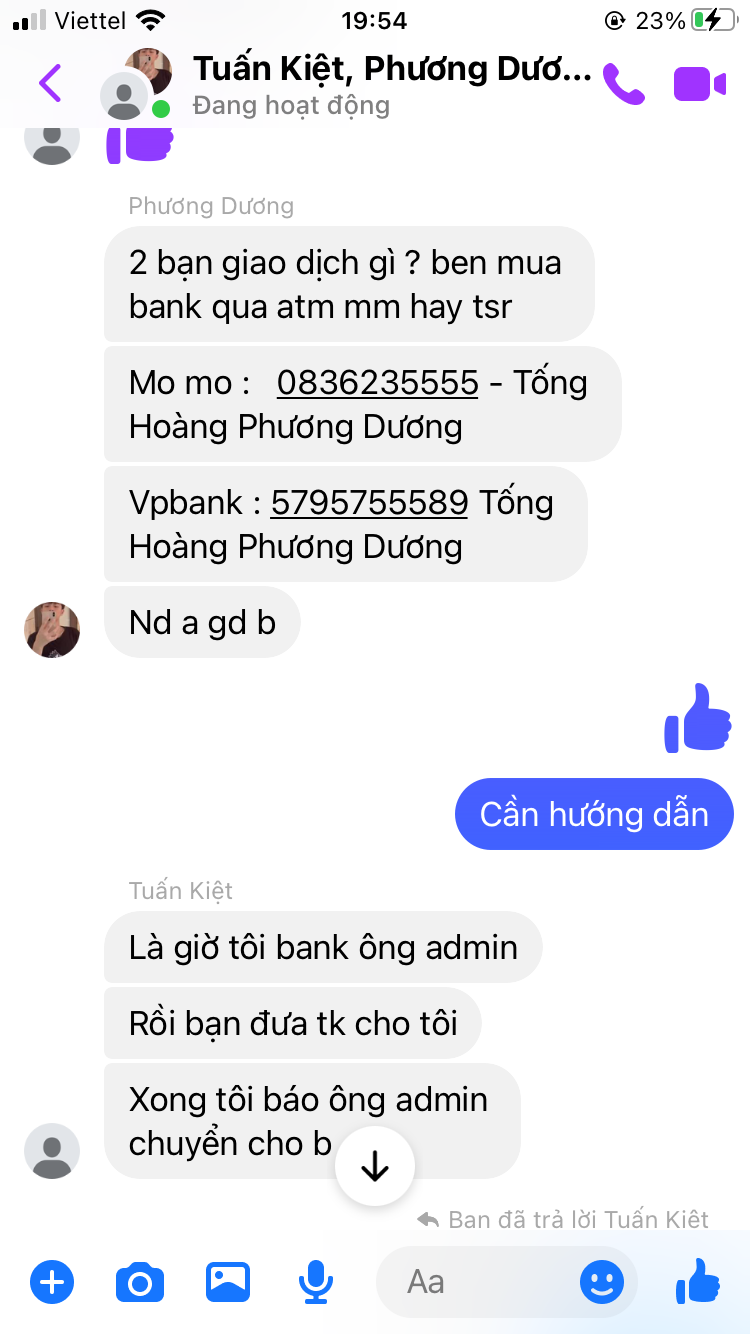 Viettel 19:54 23%
Tuấn Kiệt, Phương Dươ...
Đang hoạt động
Phương Dương
2 bạn giao dịch gì ? ben mua
bank qua atm mm hay tsr
Mo mo : 0836235555 - Tống
Hoàng Phương Dương
Vpbank : 5795755589 Tống
Hoàng Phương Dương
Nd a gd b
Cần hướng dẫn
Tuấn Kiệt
Là giờ tôi bank ông admin
Rồi bạn đưa tk cho tôi
Xong tôi báo ông admin
chuyển cho b
Bạn đã trả lời Tuấn Kiệt
Aa